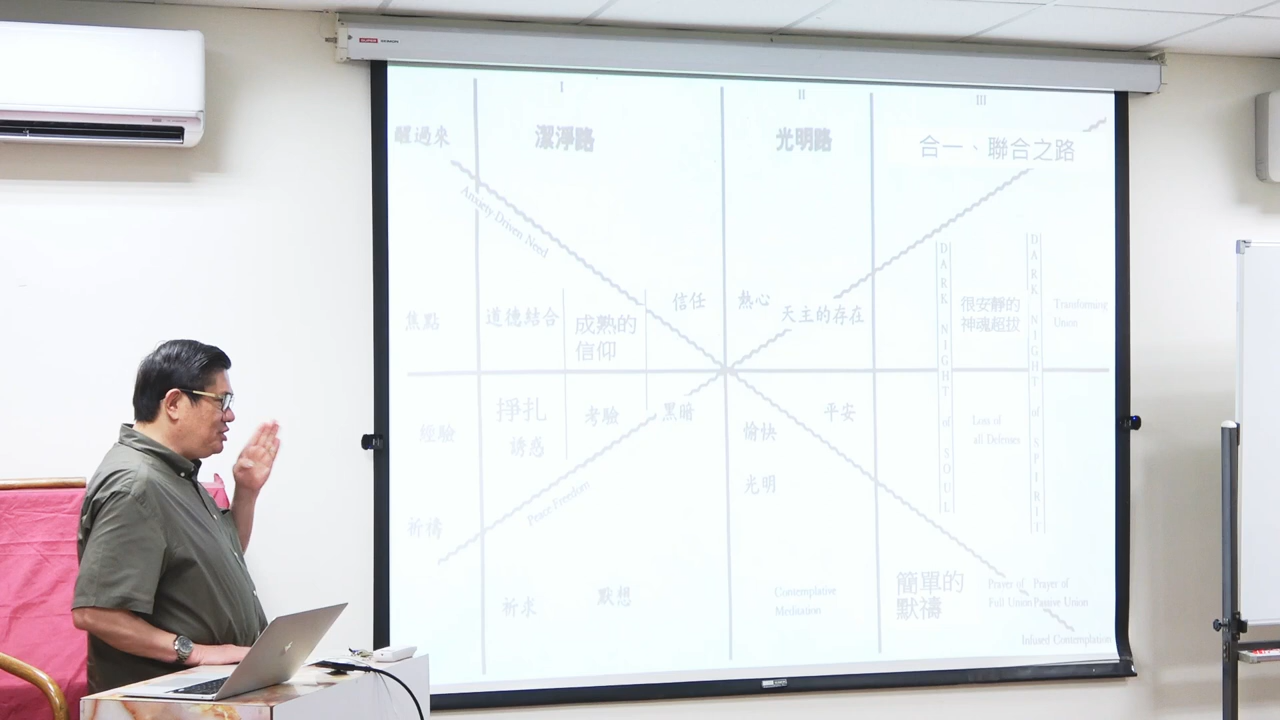 I
II
III
醒過來
潔淨路
光明路
合一、聯合之路
Anxiety Driven Need
焦點
道德結合
成熟的
信仰
信任
熱心
天主的存在
DARK NIGHT of SOUL
很安靜的
神魂超拔
DARK NIGHT of SPIRIT
Transforming
Union
經驗
掙扎
誘惑
考驗
黑暗
愉快
光明
平安
Loss of
all Defenses
祈禱
Peace-Freedom
祈求
默想
Contemplative
Meditation
簡單的
默禱
Prayer of
Full Union
Prayer of
Passive Union
Infused Contemplation